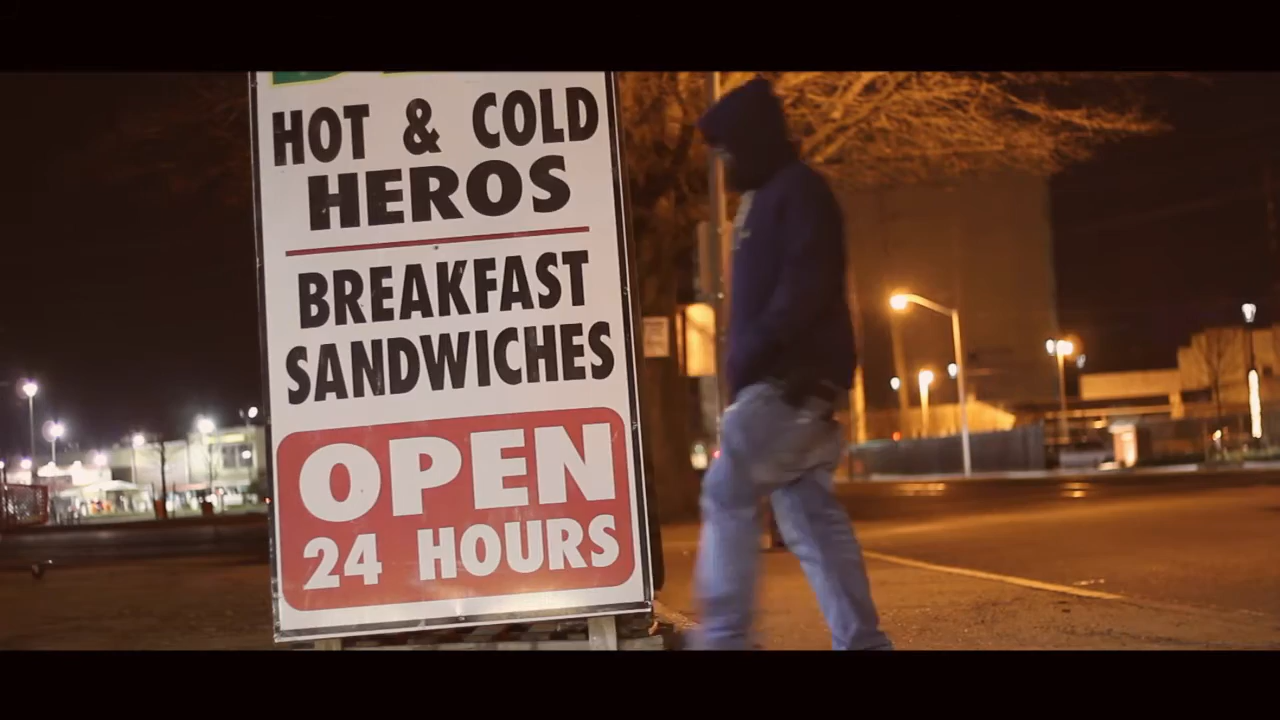 HOT & COLD
HEROS
BREAKFAST
SANDWICHES
OPEN
24 HOURS